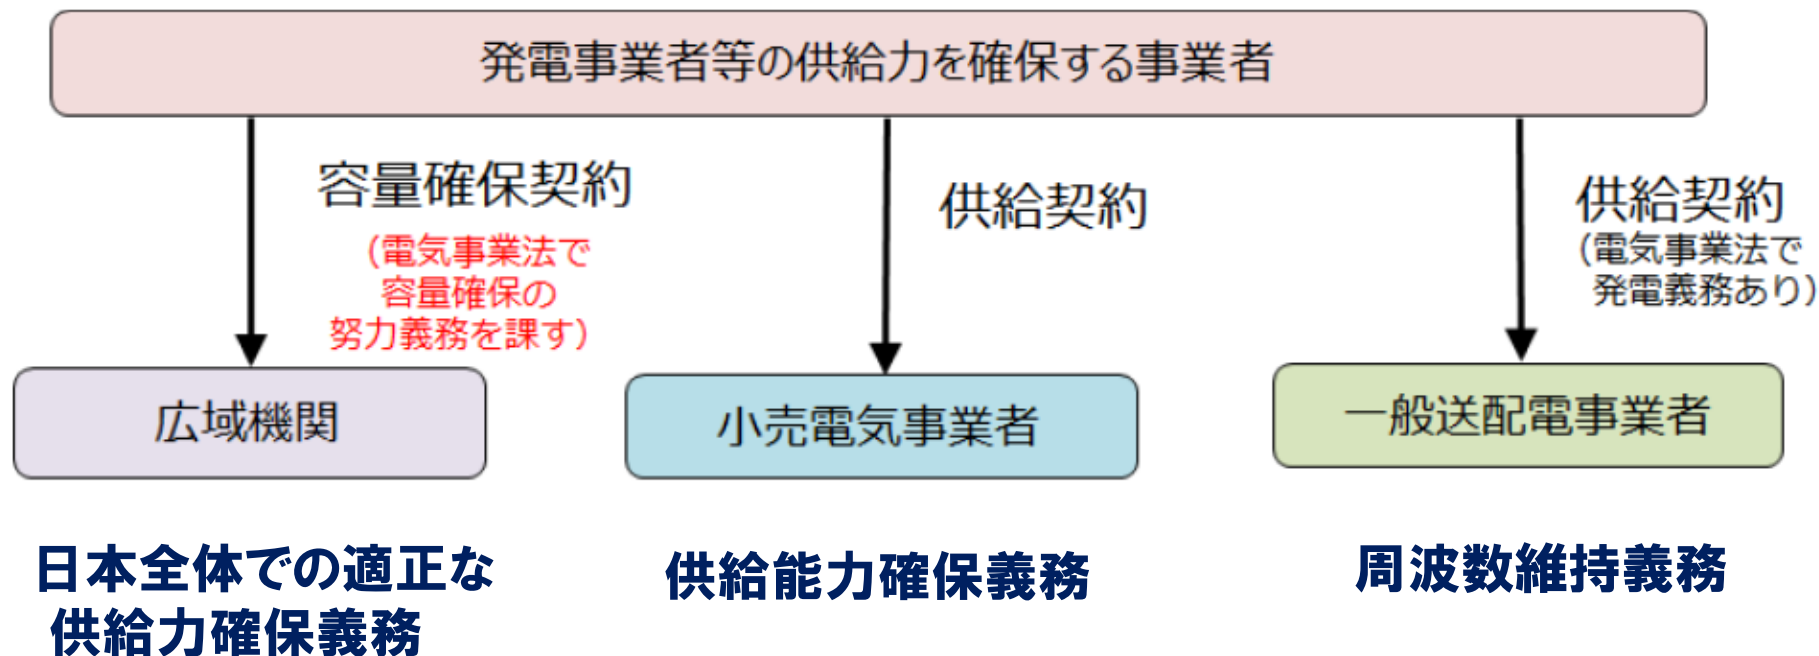 発電事業者等の供給力を確保する事業者
容量確保契約
（電気事業法で
容量確保の
努力義務を課す）
供給契約
供給契約
（電気事業法で
発電義務あり）
広域機関
小売電気事業者
一般送配電事業者
日本全体での適正な
供給力確保義務
供給能力確保義務
周波数維持義務